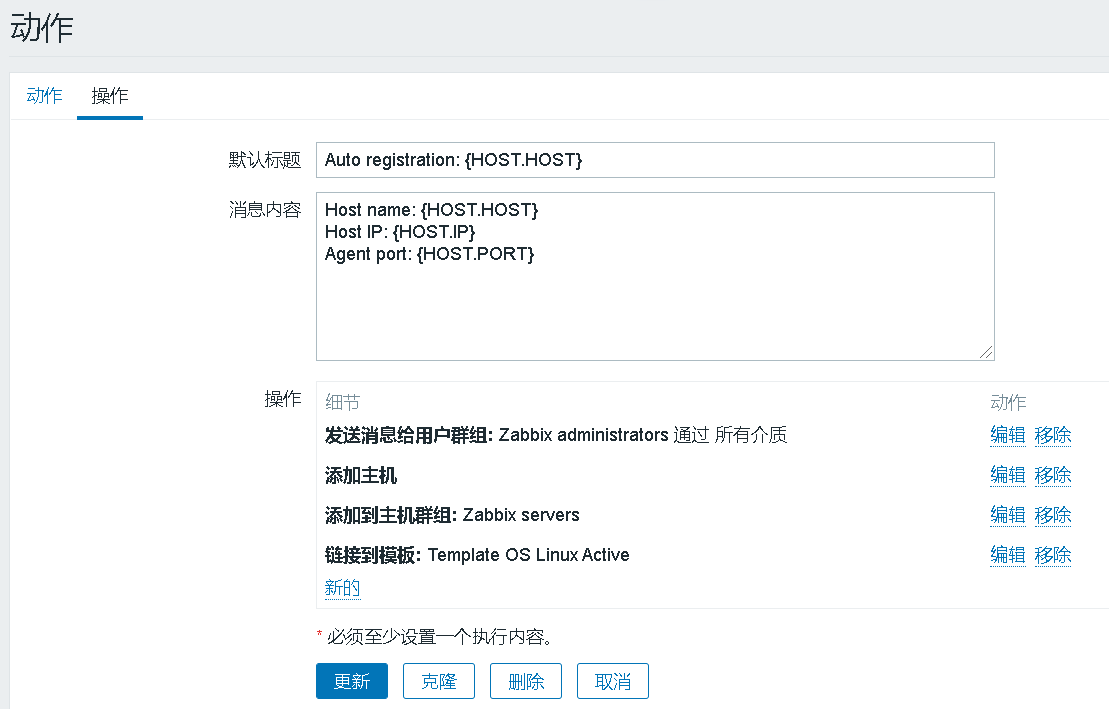 动作
动作 操作
默认标题 Auto registration: {HOST.HOST}
消息内容 Host name: {HOST.HOST}
Host IP: {HOST.IP}
Agent port: {HOST.PORT}
操作 细节 动作
发送消息给用户群组: Zabbix administrators 通过 所有介质 编辑 移除
添加主机 编辑 移除
添加到主机群组: Zabbix servers 编辑 移除
链接到模板: Template OS Linux Active 编辑 移除
新的
* 必须至少设置一个执行内容。
更新 克隆 删除 取消